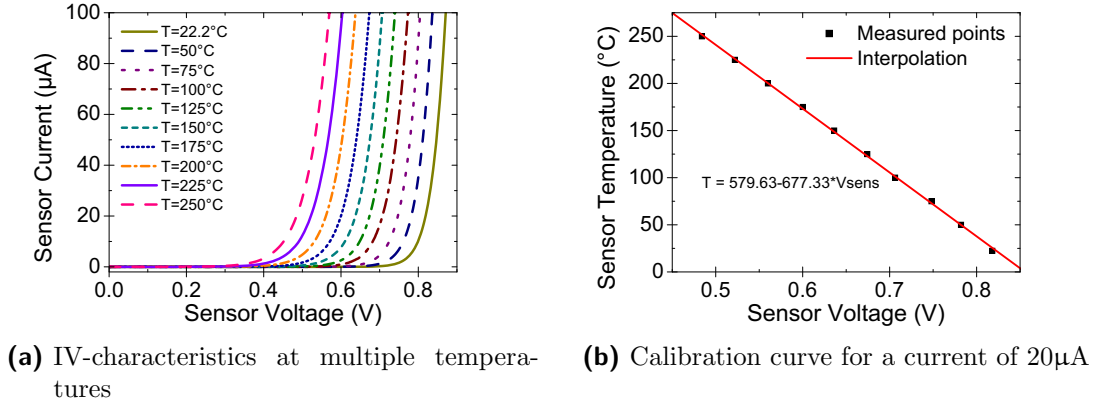 100
80
60
40
20
0
Sensor Current (µA)
T=22.2°C
T=50°C
T=75°C
T=100°C
T=125°C
T=150°C
T=175°C
T=200°C
T=225°C
T=250°C
0.0 0.2 0.4 0.6 0.8
Sensor Voltage (V)
250
200
150
100
50
0
Sensor Temperature (°C)
Measured points
Interpolation
T = 579.63-677.33*Vsens
0.5 0.6 0.7 0.8
Sensor Voltage (V)
(a) IV-characteristics at multiple tempera-
tures
(b) Calibration curve for a current of 20µA